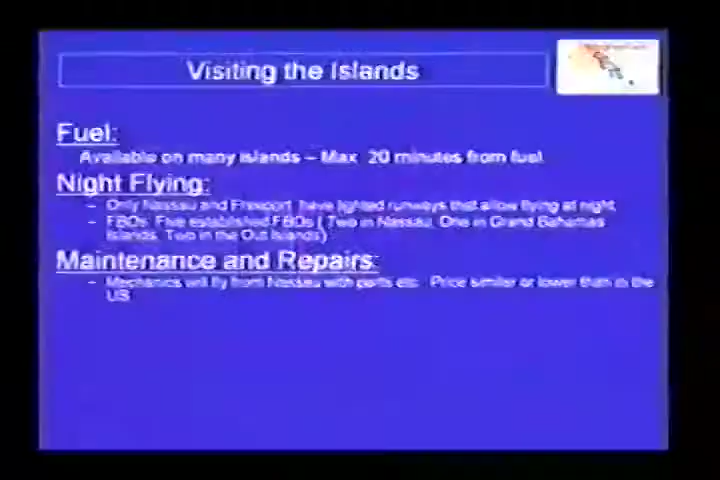 Visiting the Islands
Fuel:
Available on many islands – Max 20 minutes from fuel
Night Flying:
– Only Nassau and Freeport have lighted runways that allow flying at night
– FBOs: Five established FBOs ( Two in Nassau, One in Grand Bahamas
Islands, Two in the Out Islands)
Maintenance and Repairs:
– Mechanics will fly from Nassau with parts etc. Price similar or lower than in the
US